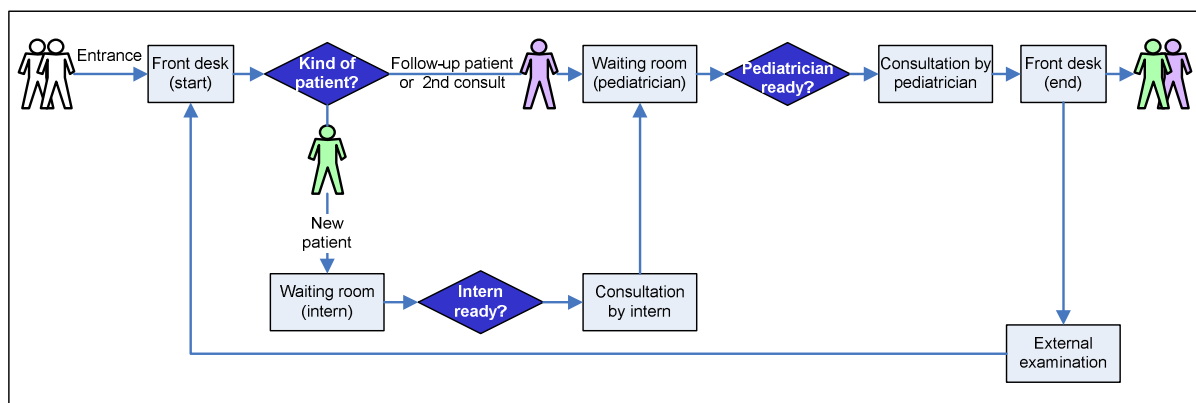 Entrance
Front desk
(start)
Kind of
patient?
Follow-up patient
or 2nd consult
Waiting room
(pediatrician)
Pediatrician
ready?
Consultation by
pediatrician
Front desk
(end)
New
patient
Waiting room
(intern)
Intern
ready?
Consultation
by intern
External
examination